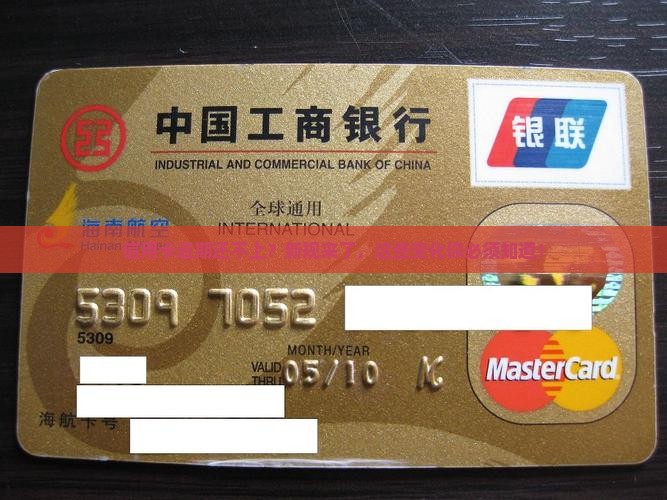 中国工商银行
INDUSTRIAL AND COMMERCIAL BANK OF CHINA
银联
全球通用
INTERNATIONAL
海南航空
Hainan
5309 7052
5309
MONTH/YEAR
VALID
THRU
05/10
MasterCard
海航卡号